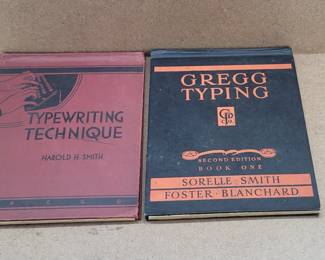 TYPEWRITING
TECHNIQUE
HAROLD H. SMITH
GREGG
TYPING
SECOND EDITION
BOOK ONE
SORELLE SMITH
FOSTER · BLANCHARD